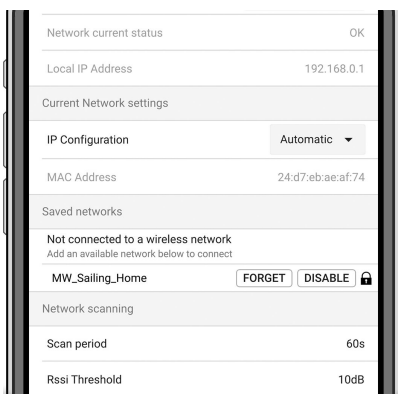 Network current status OK
Local IP Address 192.168.0.1
Current Network settings
IP Configuration Automatic
MAC Address 24:d7:eb:ae:af:74
Saved networks
Not connected to a wireless network
Add an available network below to connect
MW_Sailing_Home FORGET DISABLE
Network scanning
Scan period 60s
Rssi Threshold 10dB